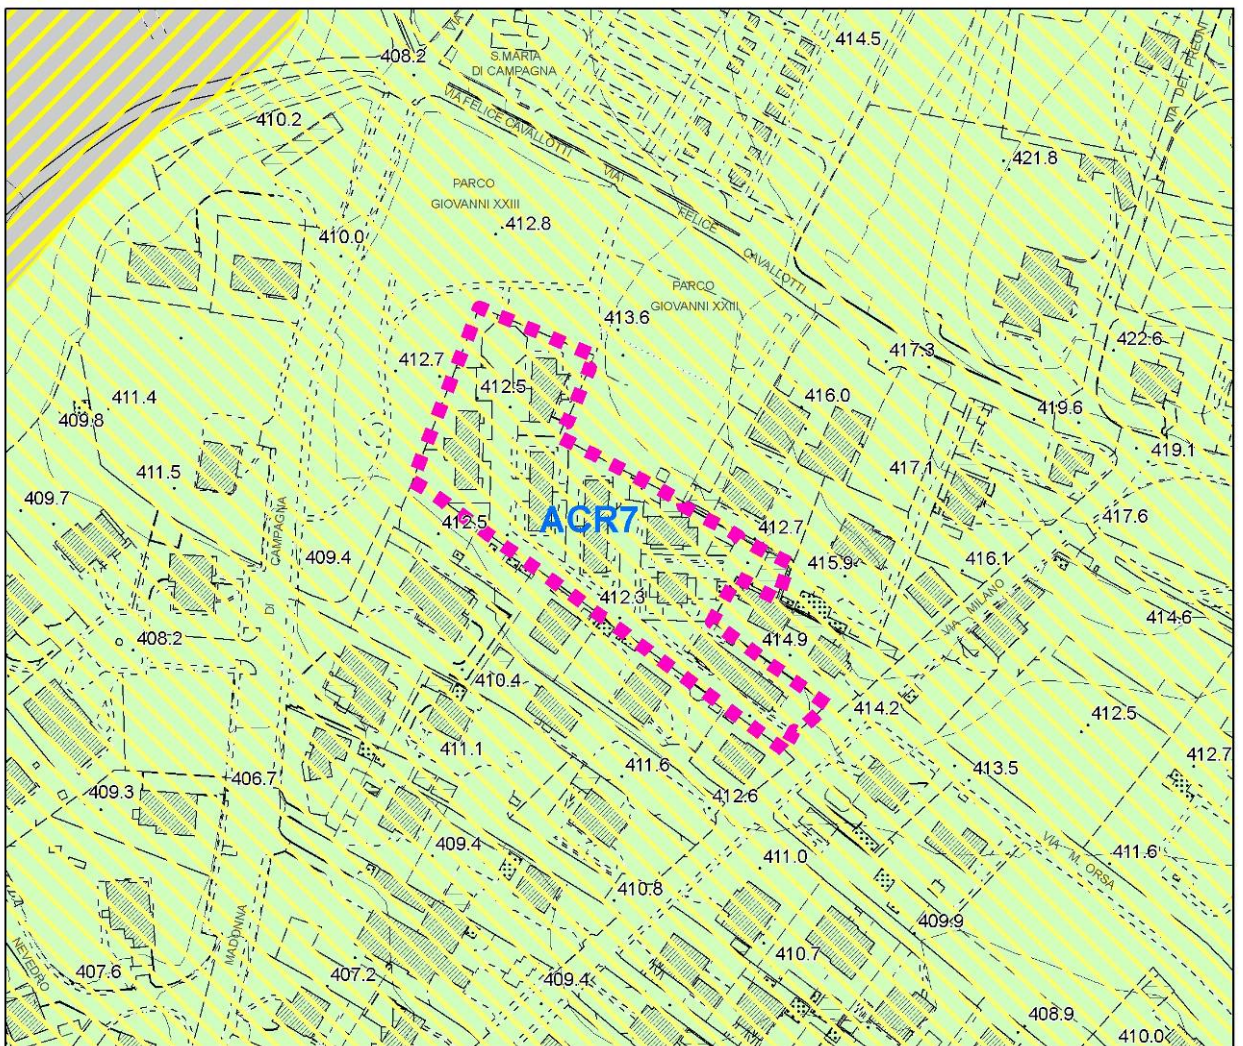 VIA
414.5
408.2
S.MARIA
DI CAMPAGNA
VIA DEI PREONI
VIA FELICE CAVALLOTTI
410.2
421.8
VIA
PARCO
GIOVANNI XXIII
412.8
FELICE
410.0
CAVALLOTTI
PARCO
GIOVANNI XXIII
413.6
422.6
417.3
412.7
412.5
416.0
411.4
419.6
409.8
419.1
411.5
417.1
409.7
412.5
ACR7
412.7
417.6
CAMPAGNA
409.4
415.9
416.1
412.3
DI
VIA MILANO
414.6
408.2
414.9
410.4
414.2
412.5
411.1
411.6
412.7
406.7
413.5
409.3
412.6
409.4
411.0
VIA M. ORSA
411.6
410.8
409.9
MADONNA
410.7
NEVEDRO
407.6
407.2
409.4
408.9
410.0